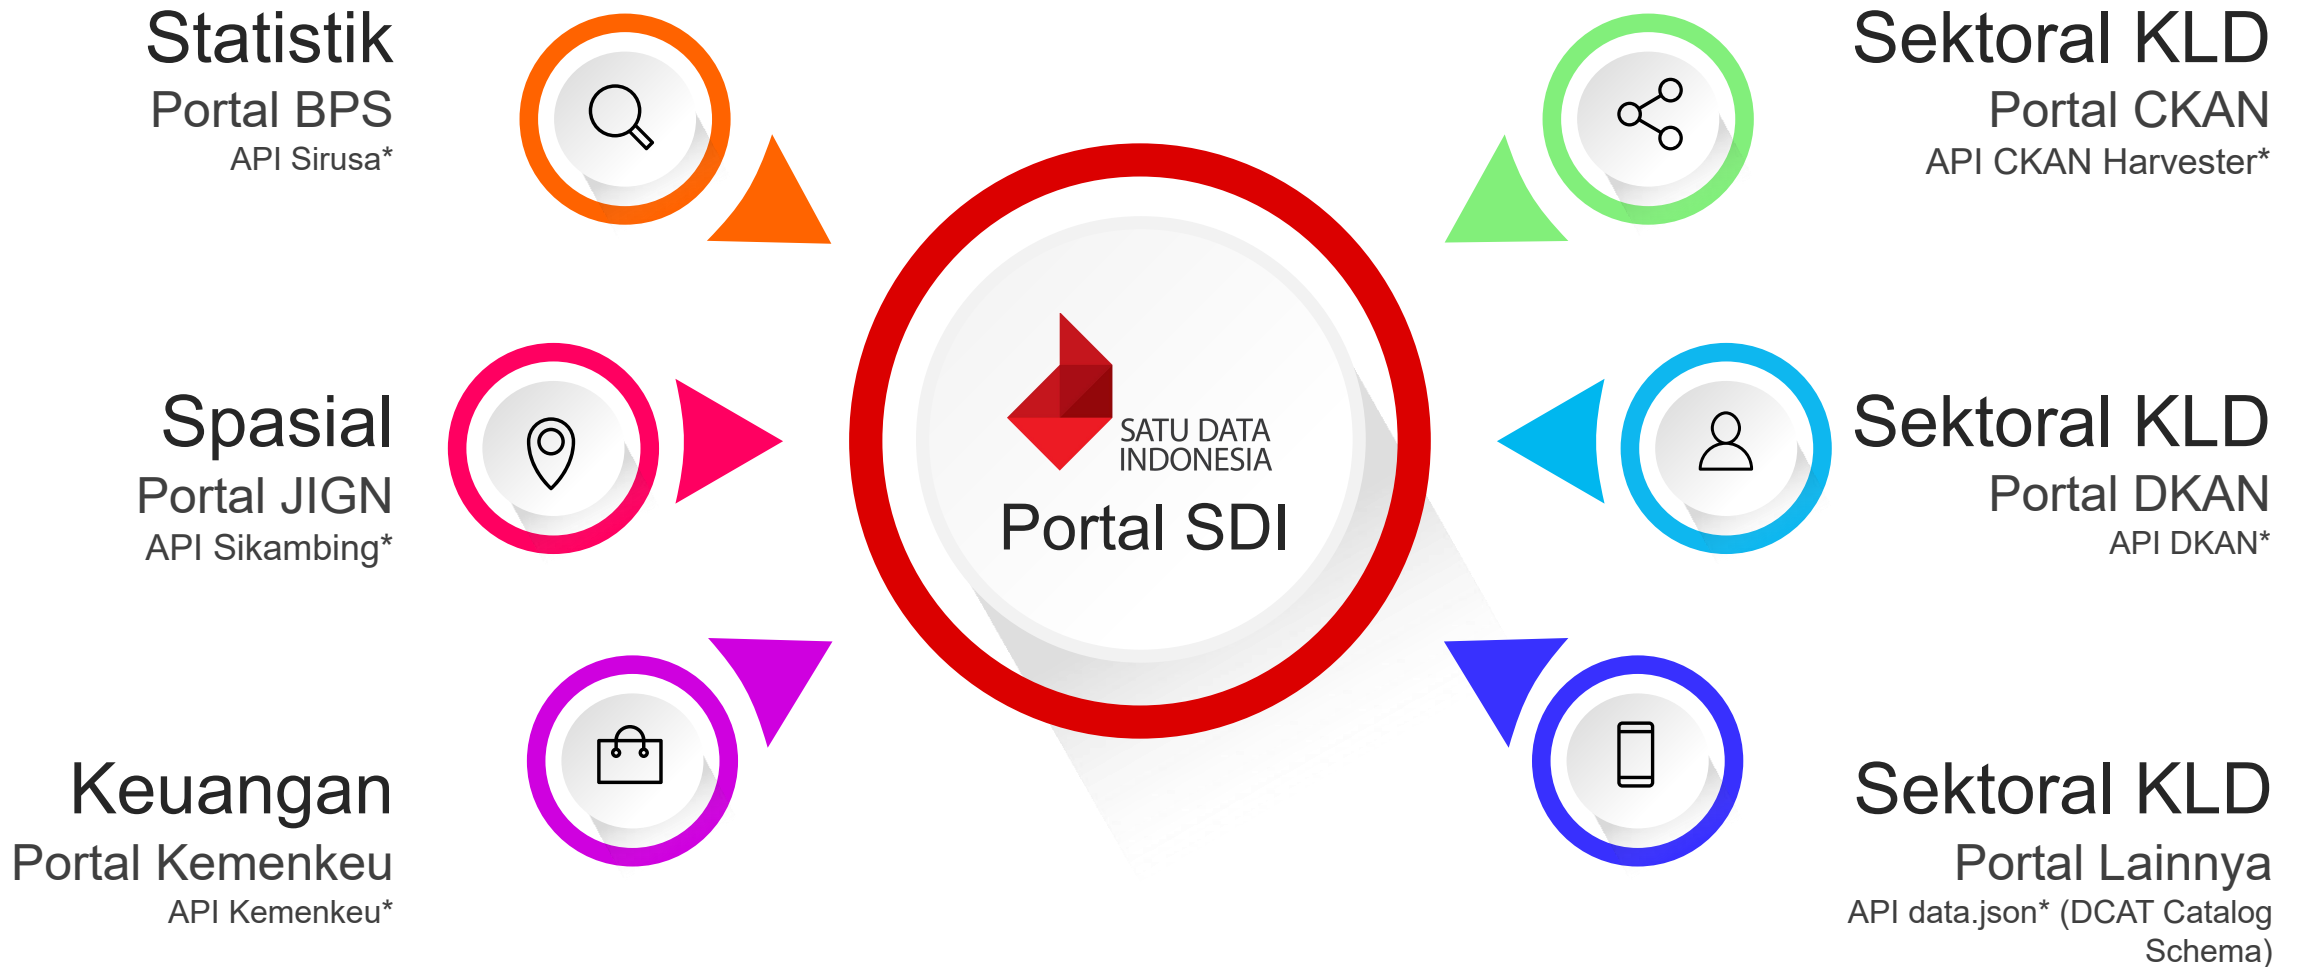 Statistik
Portal BPS
API Sirusa*
Spasial
Portal JIGN
API Sikambing*
Keuangan
Portal Kemenkeu
API Kemenkeu*
SATU DATA
INDONESIA
Portal SDI
Sektoral KLD
Portal CKAN
API CKAN Harvester*
Sektoral KLD
Portal DKAN
API DKAN*
Sektoral KLD
Portal Lainnya
API data.json* (DCAT Catalog
Schema)